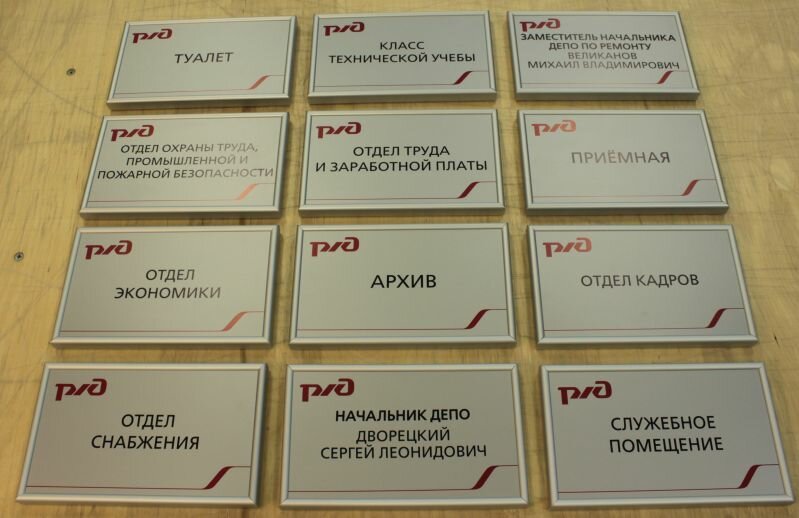 РЖД
ТУАЛЕТ
РЖД
КЛАСС
ТЕХНИЧЕСКОЙ УЧЕБЫ
РЖД
ЗАМЕСТИТЕЛЬ НАЧАЛЬНИКА
ДЕПО ПО РЕМОНТУ
ВЕЛИКАНОВ
МИХАИЛ ВЛАДИМИРОВИЧ
РЖД
ОТДЕЛ ОХРАНЫ ТРУДА,
ПРОМЫШЛЕННОЙ И
ПОЖАРНОЙ БЕЗОПАСНОСТИ
РЖД
ОТДЕЛ ТРУДА
И ЗАРАБОТНОЙ ПЛАТЫ
РЖД
ПРИЁМНАЯ
РЖД
ОТДЕЛ
ЭКОНОМИКИ
РЖД
АРХИВ
РЖД
ОТДЕЛ КАДРОВ
РЖД
ОТДЕЛ
СНАБЖЕНИЯ
РЖД
НАЧАЛЬНИК ДЕПО
ДВОРЕЦКИЙ
СЕРГЕЙ ЛЕОНИДОВИЧ
РЖД
СЛУЖЕБНОЕ
ПОМЕЩЕНИЕ